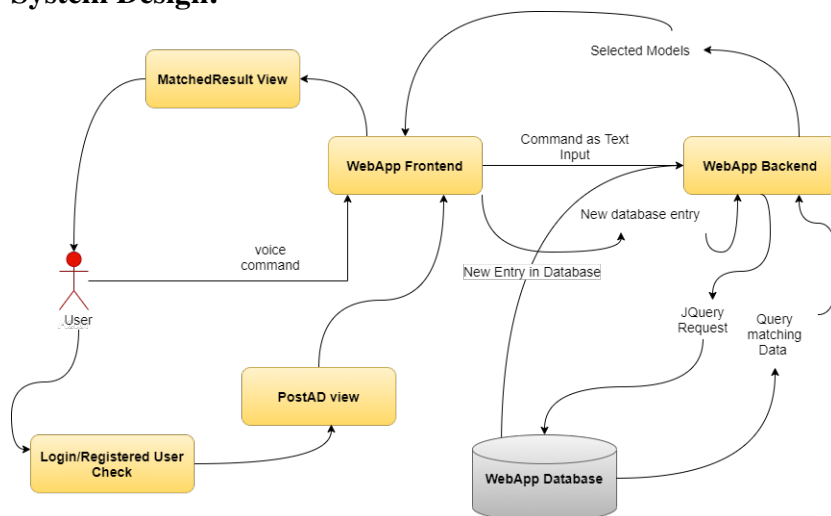 System Design:
Selected Models
MatchedResult View
WebApp Frontend
Command as Text
Input
WebApp Backend
New database entry
voice
command
New Entry in Database
User
JQuery
Request
Query
matching
Data
PostAD view
Login/Registered User
Check
WebApp Database